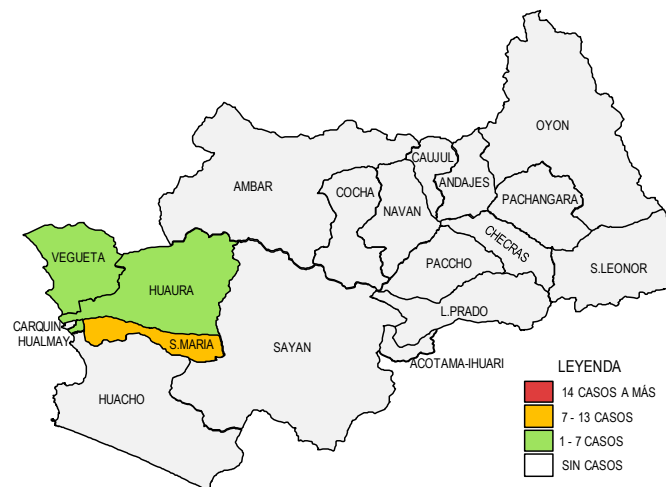 OYON
CAUJUL
ANDAJES
AMBAR
COCHA
NAVAN
PACHANGARA
CHECRAS
VEGUETA
PACCHO
S.LEONOR
HUAURA
L.PRADO
CARQUIN
HUALMAY
S.MARIA
SAYAN
ACOTAMA-IHUARI
HUACHO
LEYENDA
14 CASOS A MÁS
7 - 13 CASOS
1 - 7 CASOS
SIN CASOS